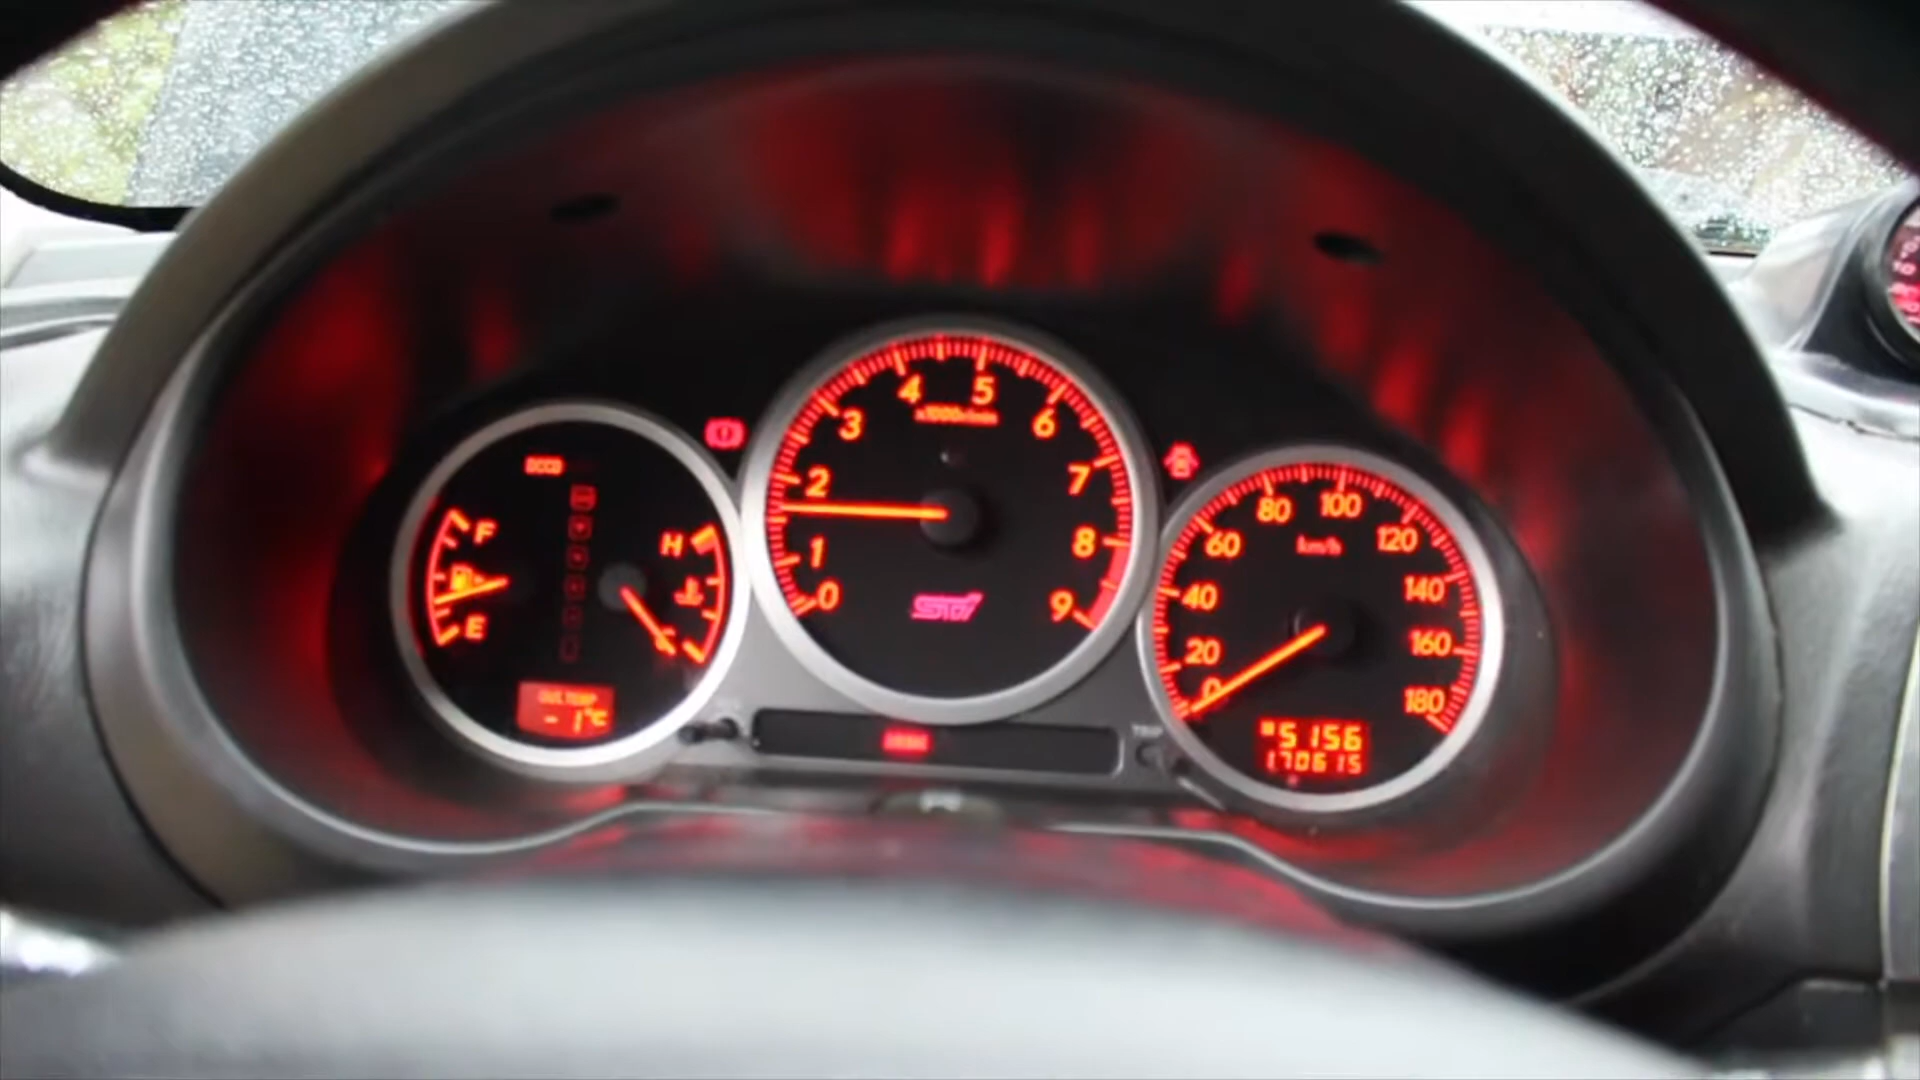 DCCD
F
E
H
C
OUT.TEMP
-1°C
0 1 2 3 4 5 6 7 8 9
x1000r/min
STi
0 20 40 60 80 100 120 140 160 180
km/h
5156
170615
TRIP